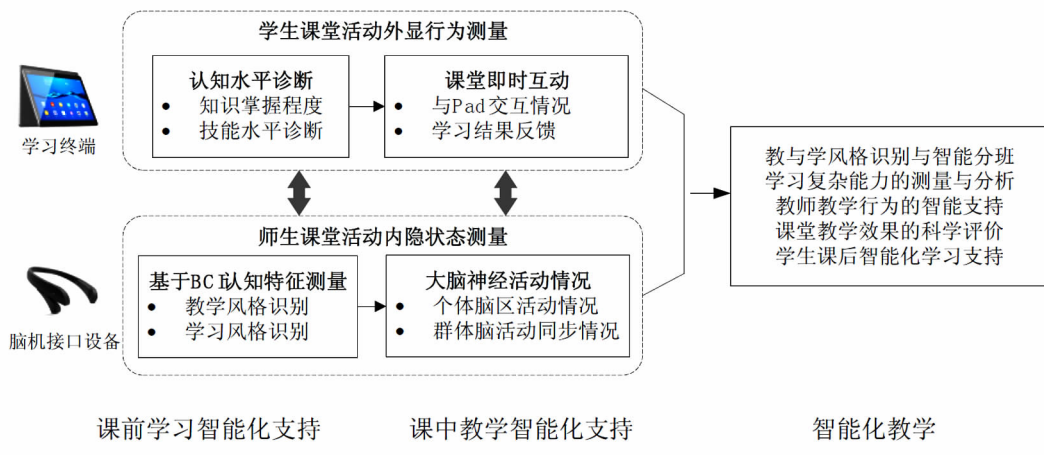 学生课堂活动外显行为测量
认知水平诊断
• 知识掌握程度
• 技能水平诊断
课堂即时互动
• 与Pad交互情况
• 学习结果反馈
学习终端
师生课堂活动内隐状态测量
基于BCI认知特征测量
• 教学风格识别
• 学习风格识别
大脑神经活动情况
• 个体脑区活动情况
• 群体脑活动同步情况
脑机接口设备
教与学风格识别与智能分班
学习复杂能力的测量与分析
教师教学行为的智能支持
课堂教学效果的科学评价
学生课后智能化学习支持
课前学习智能化支持
课中教学智能化支持
智能化教学